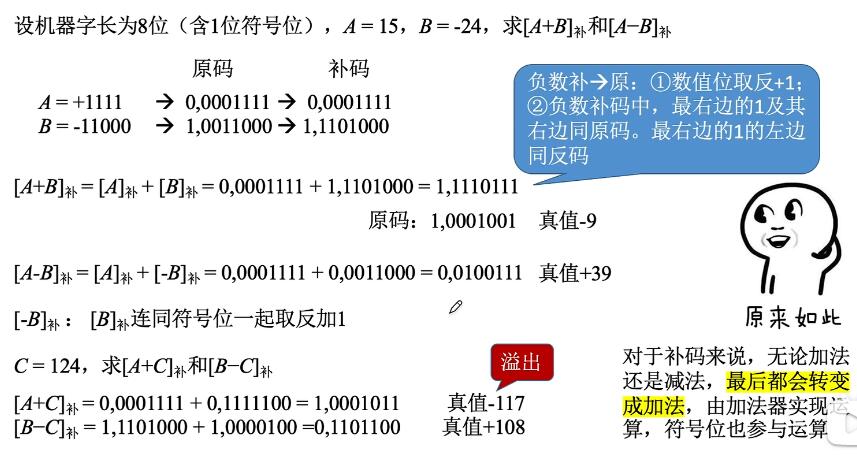 设机器字长为8位（含1位符号位），A = 15，B = -24，求[A+B]补和[A−B]补
原码 补码
A = +1111 → 0,0001111 → 0,0001111
B = -11000 → 1,0011000 → 1,1101000
负数补→原：①数值位取反+1；
②负数补码中，最右边的1及其
右边同原码。最右边的1的左边
同反码
[A+B]补 = [A]补 + [B]补 = 0,0001111 + 1,1101000 = 1,1110111
原码：1,0001001 真值-9
[A-B]补 = [A]补 + [-B]补 = 0,0001111 + 0,0011000 = 0,0100111 真值+39
[-B]补： [B]补连同符号位一起取反加1
原来如此
C = 124，求[A+C]补和[B−C]补
溢出
[A+C]补 = 0,0001111 + 0,1111100 = 1,0001011 真值-117
[B−C]补 = 1,1101000 + 1,0000100 =0,1101100 真值+108
对于补码来说，无论加法
还是减法，最后都会转变
成加法，由加法器实现运
算，符号位也参与运算